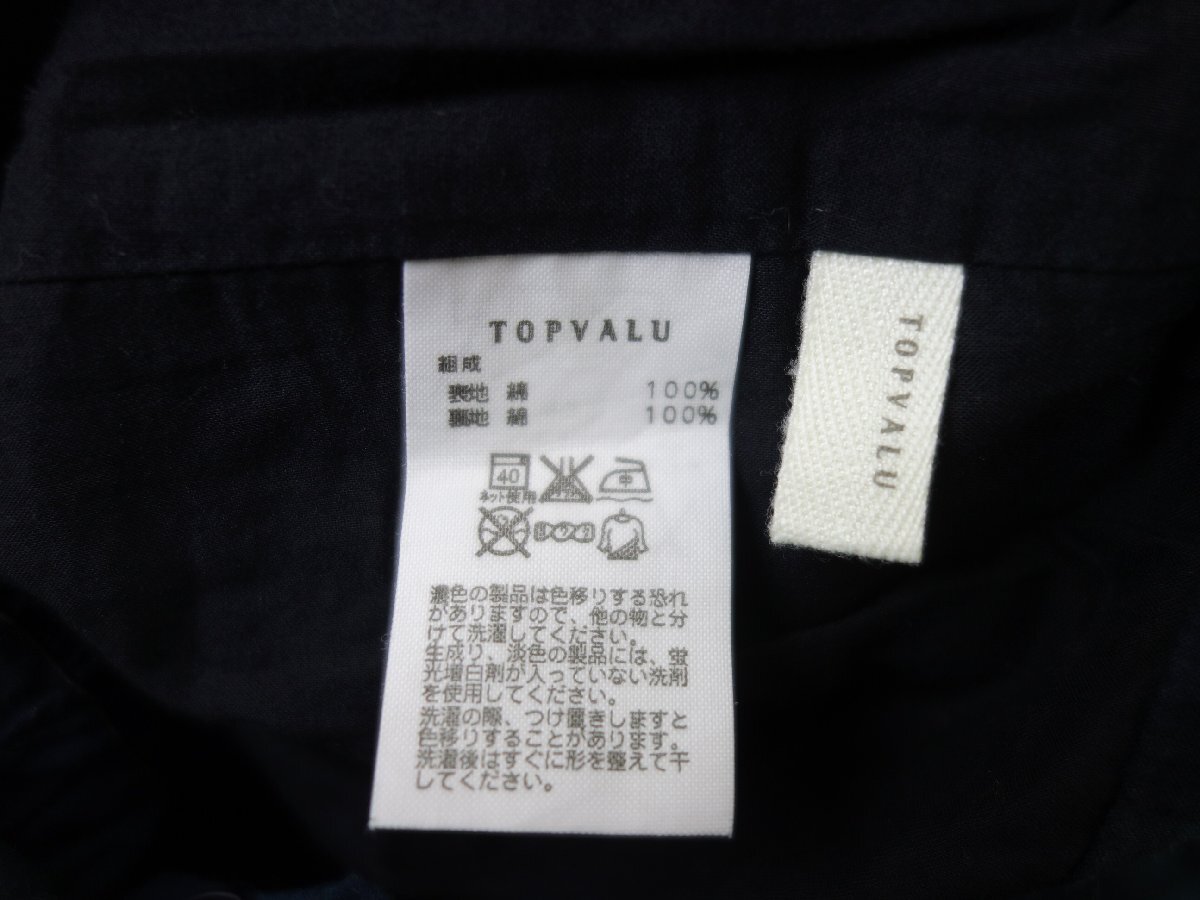 TOPVALU
組成
表地 綿 100%
裏地 綿 100%
40
中
ネット使用
濃色の製品は色移りする恐れ
がありますので、他の物と分
けて洗濯してください。
生成り、淡色の製品には、蛍
光増白剤が入っていない洗剤
を使用してください。
洗濯の際、つけ置きしますと
色移りすることがあります。
洗濯後はすぐに形を整えて干
してください。
TOPVALU